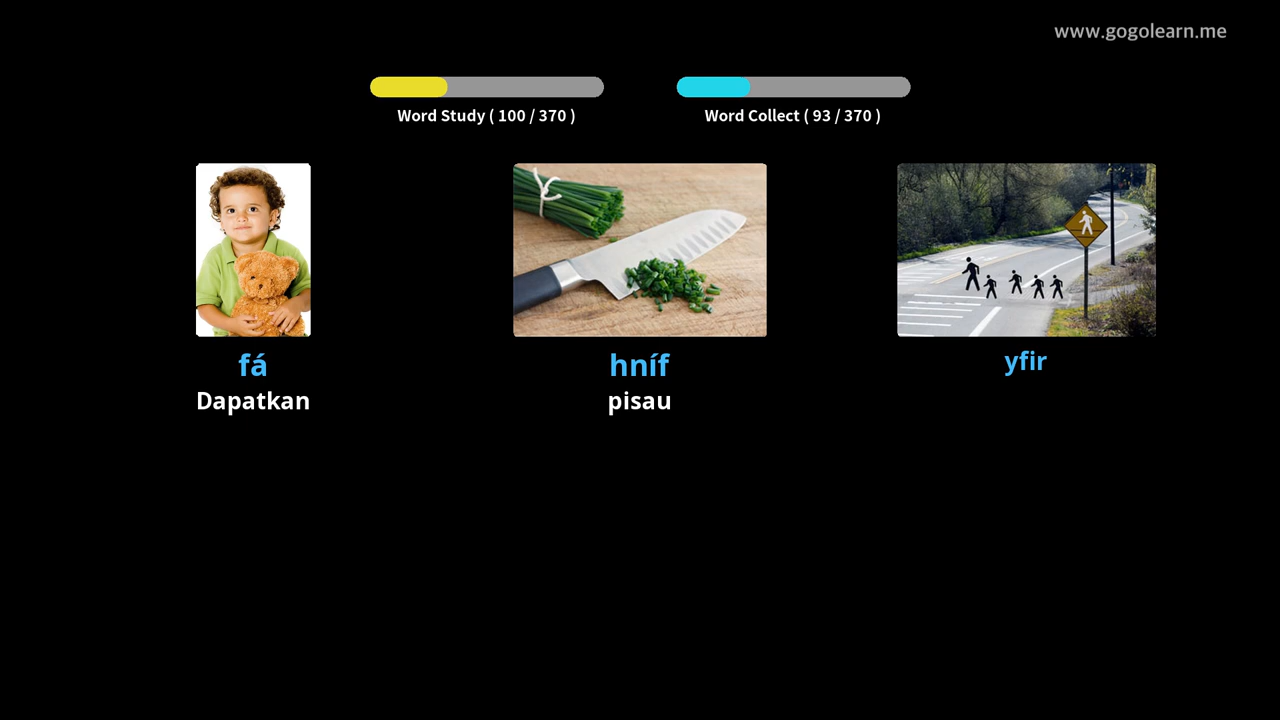 www.gogolearn.me
Word Study ( 100 / 370 )
Word Collect ( 93 / 370 )
fá
Dapatkan
hníf
pisau
yfir